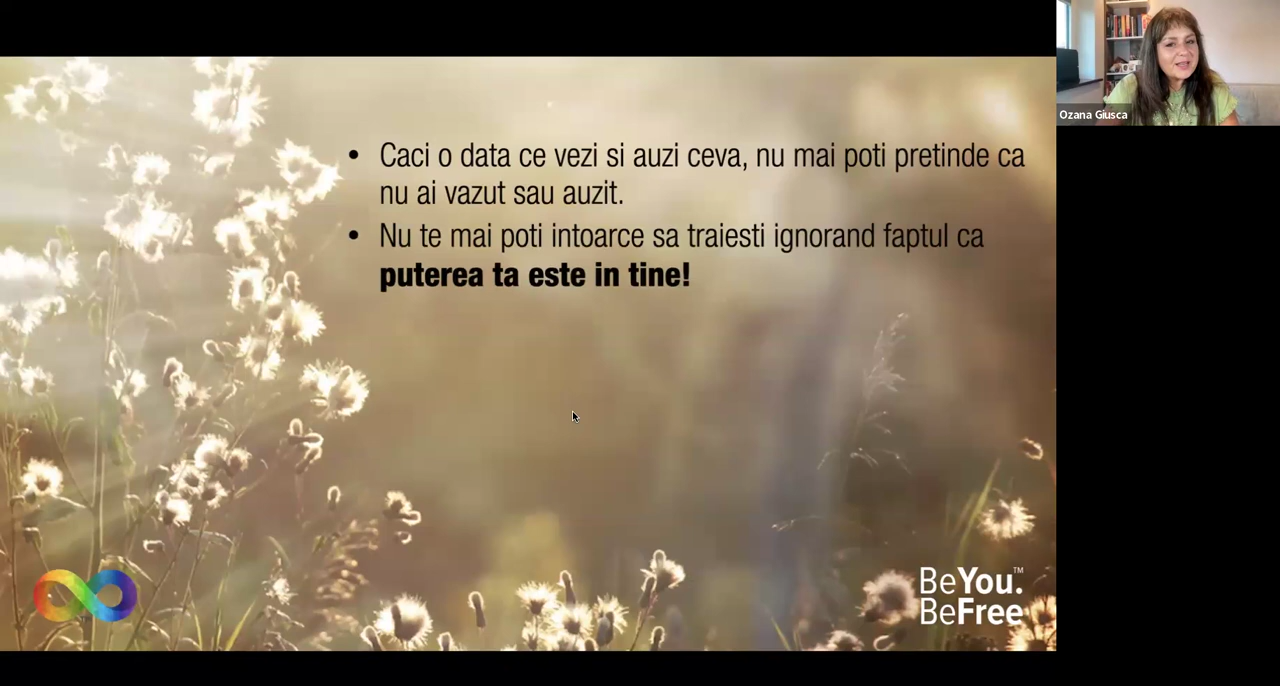 • Caci o data ce vezi si auzi ceva, nu mai poti pretinde ca
nu ai vazut sau auzit.
• Nu te mai poti intoarce sa traiesti ignorand faptul ca
puterea ta este in tine!
Ozana Giusca
BeYou.™
BeFree